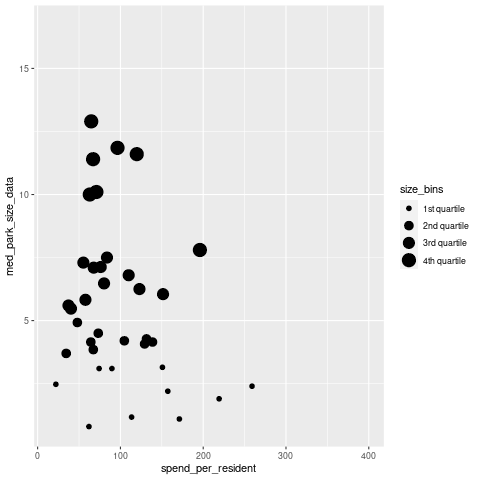 15
10
5
med_park_size_data
0 100 200 300 400
spend_per_resident
size_bins
1st quartile
2nd quartile
3rd quartile
4th quartile